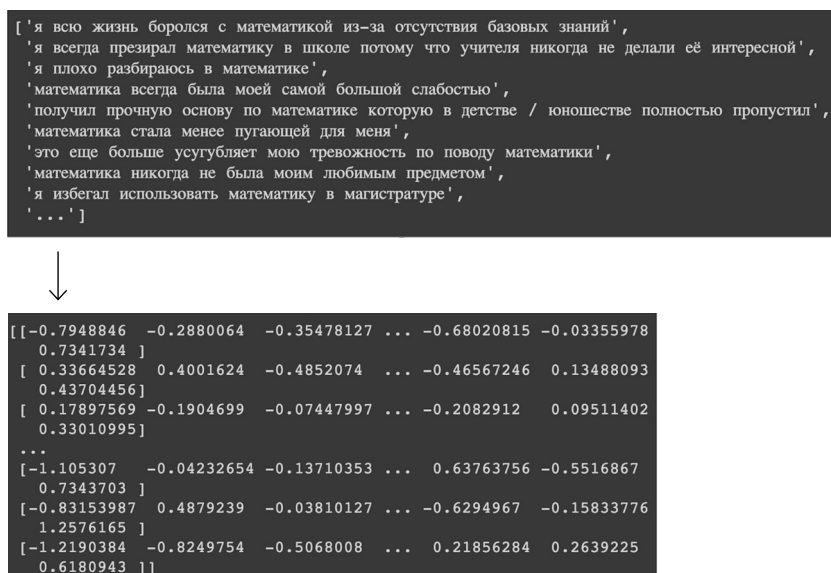 ['я всю жизнь боролся с математикой из-за отсутствия базовых знаний',
'я всегда презирал математику в школе потому что учителя никогда не делали её интересной',
'я плохо разбираюсь в математике',
'математика всегда была моей самой большой слабостью',
'получил прочную основу по математике которую в детстве / юношестве полностью пропустил',
'математика стала менее пугающей для меня',
'это еще больше усугубляет мою тревожность по поводу математики',
'математика никогда не была моим любимым предметом',
'я избегал использовать математику в магистратуре',
'...']
[[-0.7948846 -0.2880064 -0.35478127 ... -0.68020815 -0.03355978
0.7341734 ]
[ 0.33664528 0.4001624 -0.4852074 ... -0.46567246 0.13488093
0.43704456]
[ 0.17897569 -0.1904699 -0.07447997 ... -0.2082912 0.09511402
0.33010995]
...
[-1.105307 -0.04232654 -0.13710353 ... 0.63763756 -0.5516867
0.7343703 ]
[-0.83153987 0.4879239 -0.03810127 ... -0.6294967 -0.15833776
1.2576165 ]
[-1.2190384 -0.8249754 -0.5068008 ... 0.21856284 0.2639225
0.6180943 ]]